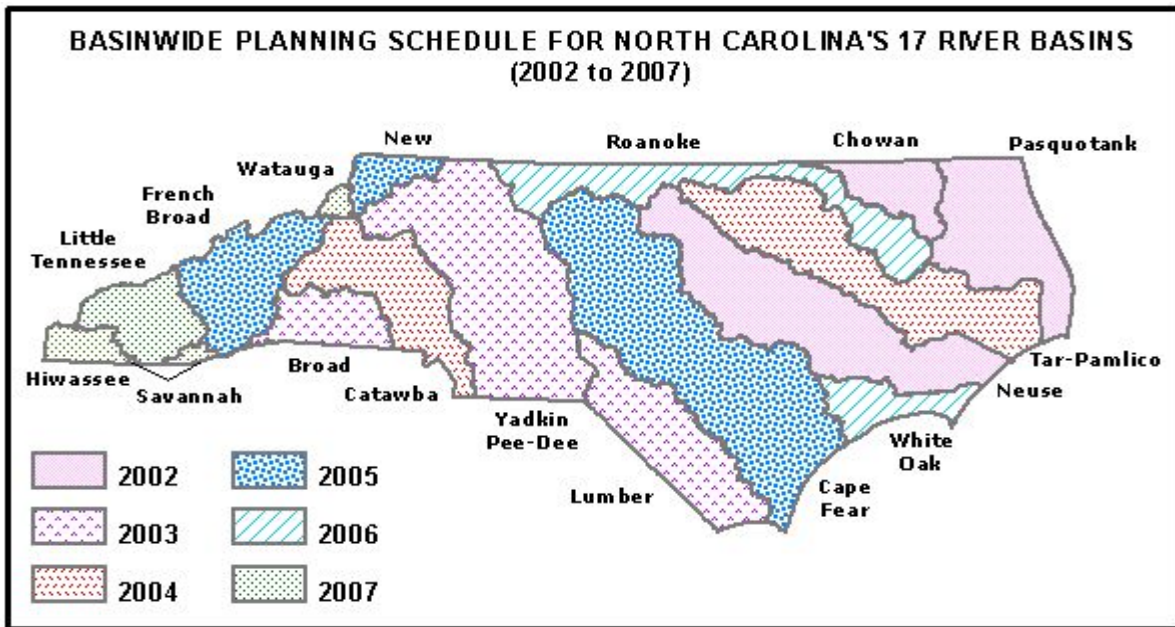 BASINWIDE PLANNING SCHEDULE FOR NORTH CAROLINA'S 17 RIVER BASINS
(2002 to 2007)
New
Roanoke
Chowan
Pasquotank
Watauga
French
Broad
Little
Tennessee
Hiwassee
Savannah
Broad
Catawba
Yadkin
Pee-Dee
Lumber
Cape
Fear
White
Oak
Neuse
Tar-Pamlico
2002
2003
2004
2005
2006
2007